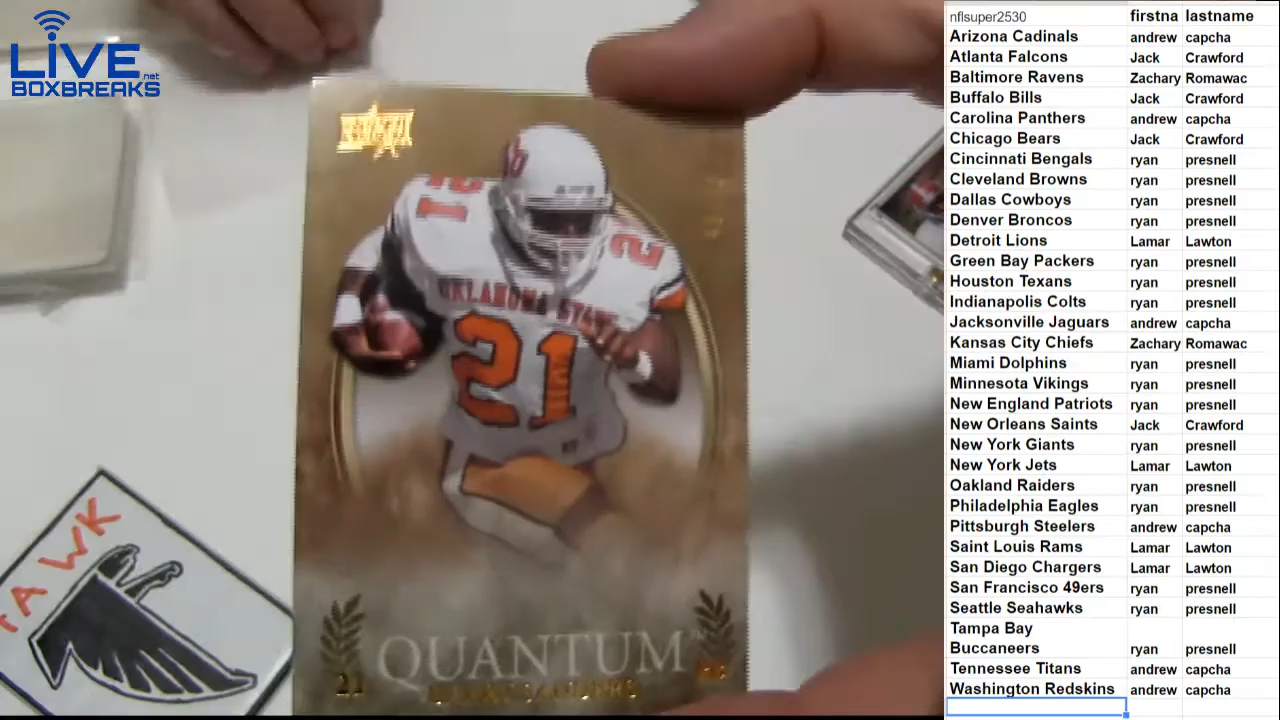 LIVE.net
BOXBREAKS
21
2
OKLAHOMA STATE
21
QUANTUM
21
TAWK
nflsuper2530 firstna lastname
Arizona Cadinals andrew capcha
Atlanta Falcons Jack Crawford
Baltimore Ravens Zachary Romawac
Buffalo Bills Jack Crawford
Carolina Panthers andrew capcha
Chicago Bears Jack Crawford
Cincinnati Bengals ryan presnell
Cleveland Browns ryan presnell
Dallas Cowboys ryan presnell
Denver Broncos ryan presnell
Detroit Lions Lamar Lawton
Green Bay Packers ryan presnell
Houston Texans ryan presnell
Indianapolis Colts ryan presnell
Jacksonville Jaguars andrew capcha
Kansas City Chiefs Zachary Romawac
Miami Dolphins ryan presnell
Minnesota Vikings ryan presnell
New England Patriots ryan presnell
New Orleans Saints Jack Crawford
New York Giants ryan presnell
New York Jets Lamar Lawton
Oakland Raiders ryan presnell
Philadelphia Eagles ryan presnell
Pittsburgh Steelers andrew capcha
Saint Louis Rams Lamar Lawton
San Diego Chargers Lamar Lawton
San Francisco 49ers ryan presnell
Seattle Seahawks ryan presnell
Tampa Bay
Buccaneers ryan presnell
Tennessee Titans andrew capcha
Washington Redskins andrew capcha